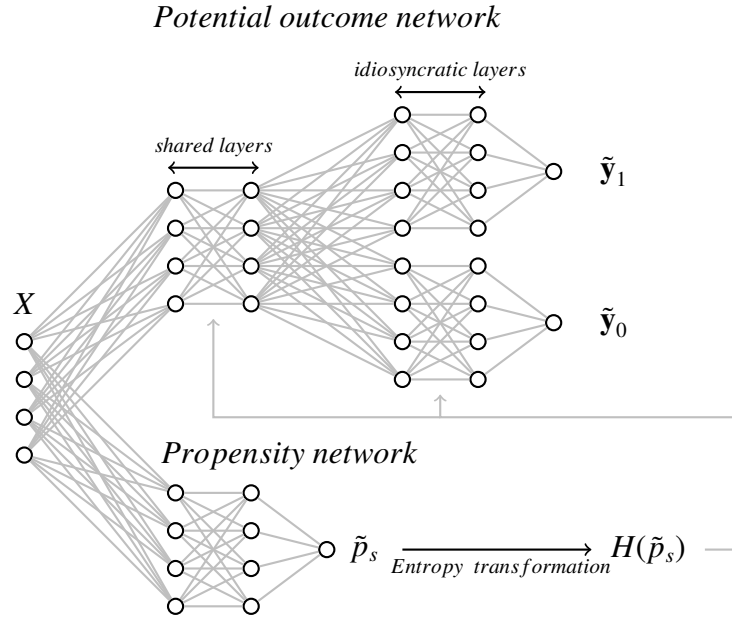 Potential outcome network
idiosyncratic layers
shared layers
ỹ₁
X
ỹ₀
Propensity network
p̃ₛ
Entropy transformation
H(p̃ₛ)